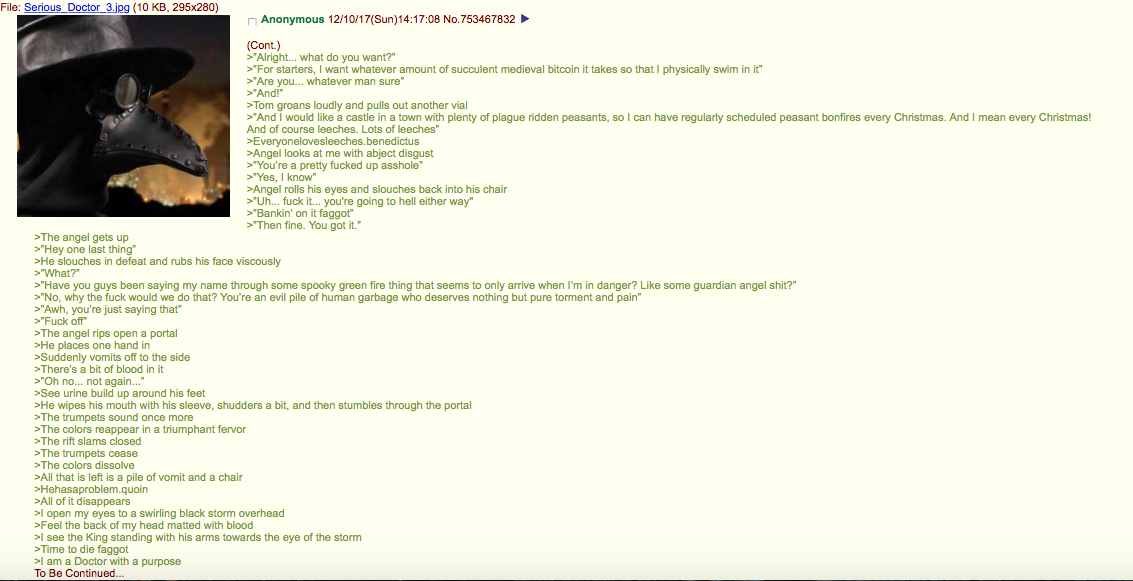 File: Serious_Doctor_3.jpg (10 KB, 295x280)
Anonymous 12/10/17(Sun)14:17:08 No.753467832 ▶
(Cont.)
>"Alright... what do you want?"
>"For starters, I want whatever amount of succulent medieval bitcoin it takes so that I physically swim in it"
>"Are you... whatever man sure"
>"And!"
>Tom groans loudly and pulls out another vial
>"And I would like a castle in a town with plenty of plague ridden peasants, so I can have regularly scheduled peasant bonfires every Christmas. And I mean every Christmas!
And of course leeches. Lots of leeches"
>Everyonelovesleeches.benedictus
>Angel looks at me with abject disgust
>"You're a pretty fucked up asshole"
>"Yes, I know"
>Angel rolls his eyes and slouches back into his chair
>"Uh... fuck it... you're going to hell either way"
>"Bankin' on it faggot"
>"Then fine. You got it."
>The angel gets up
>"Hey one last thing"
>He slouches in defeat and rubs his face viscously
>"What?"
>"Have you guys been saying my name through some spooky green fire thing that seems to only arrive when I'm in danger? Like some guardian angel shit?"
>"No, why the fuck would we do that? You're an evil pile of human garbage who deserves nothing but pure torment and pain"
>"Awh, you're just saying that"
>"Fuck off"
>The angel rips open a portal
>He places one hand in
>Suddenly vomits off to the side
>There's a bit of blood in it
>"Oh no... not again..."
>See urine build up around his feet
>He wipes his mouth with his sleeve, shudders a bit, and then stumbles through the portal
>The trumpets sound once more
>The colors reappear in a triumphant fervor
>The rift slams closed
>The trumpets cease
>The colors dissolve
>All that is left is a pile of vomit and a chair
>Hehasaproblem.quoin
>All of it disappears
>I open my eyes to a swirling black storm overhead
>Feel the back of my head matted with blood
>I see the King standing with his arms towards the eye of the storm
>Time to die faggot
>I am a Doctor with a purpose
To Be Continued...